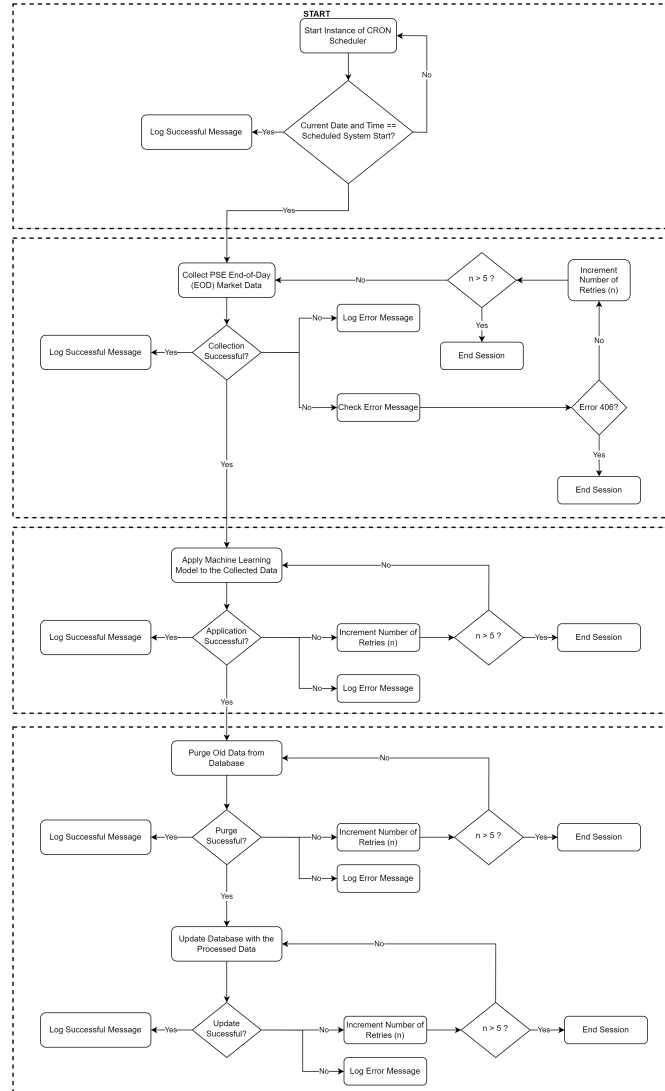 START
Start Instance of CRON
Scheduler
No
Current Date and Time ==
Scheduled System Start?
Yes
Log Successful Message
Yes
Collect PSE End-of-Day
(EOD) Market Data
No
n > 5 ?
Increment
Number of
Retries (n)
Yes
End Session
No
Log Error Message
Log Successful Message
Yes
Collection
Successful?
No
No
Check Error Message
Error 406?
Yes
End Session
Yes
Apply Machine Learning
Model to the Collected Data
No
Log Successful Message
Yes
Application
Successful?
No
Increment Number of
Retries (n)
n > 5 ?
Yes
End Session
No
Log Error Message
Yes
Purge Old Data from
Database
No
Log Successful Message
Yes
Purge
Sucessful?
No
Increment Number of
Retries (n)
n > 5 ?
Yes
End Session
No
Log Error Message
Yes
Update Database with the
Processed Data
No
Log Successful Message
Yes
Update
Sucessful?
No
Increment Number of
Retries (n)
n > 5 ?
Yes
End Session
No
Log Error Message